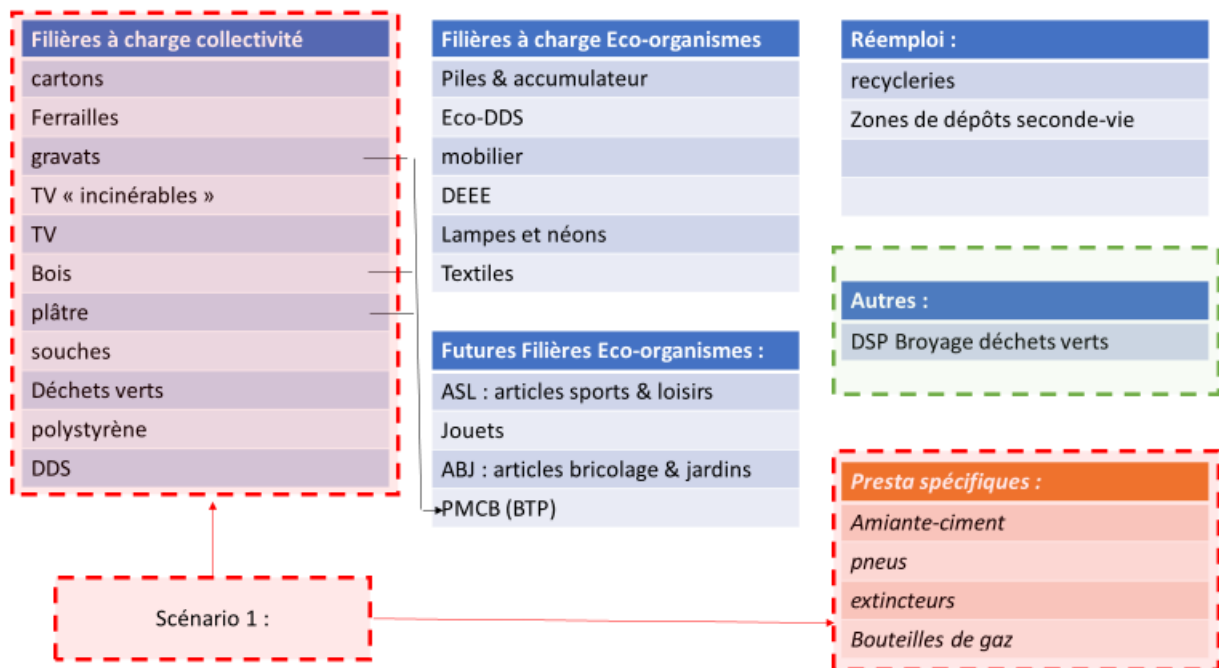 Filières à charge collectivité
cartons
Ferrailles
gravats
TV « incinérables »
TV
Bois
plâtre
souches
Déchets verts
polystyrène
DDS
Filières à charge Eco-organismes
Piles & accumulateur
Eco-DDS
mobilier
DEEE
Lampes et néons
Textiles
Futures Filières Eco-organismes :
ASL : articles sports & loisirs
Jouets
ABJ : articles bricolage & jardins
PMCB (BTP)
Réemploi :
recycleries
Zones de dépôts seconde-vie
Autres :
DSP Broyage déchets verts
Presta spécifiques :
Amiante-ciment
pneus
extincteurs
Bouteilles de gaz
Scénario 1 :